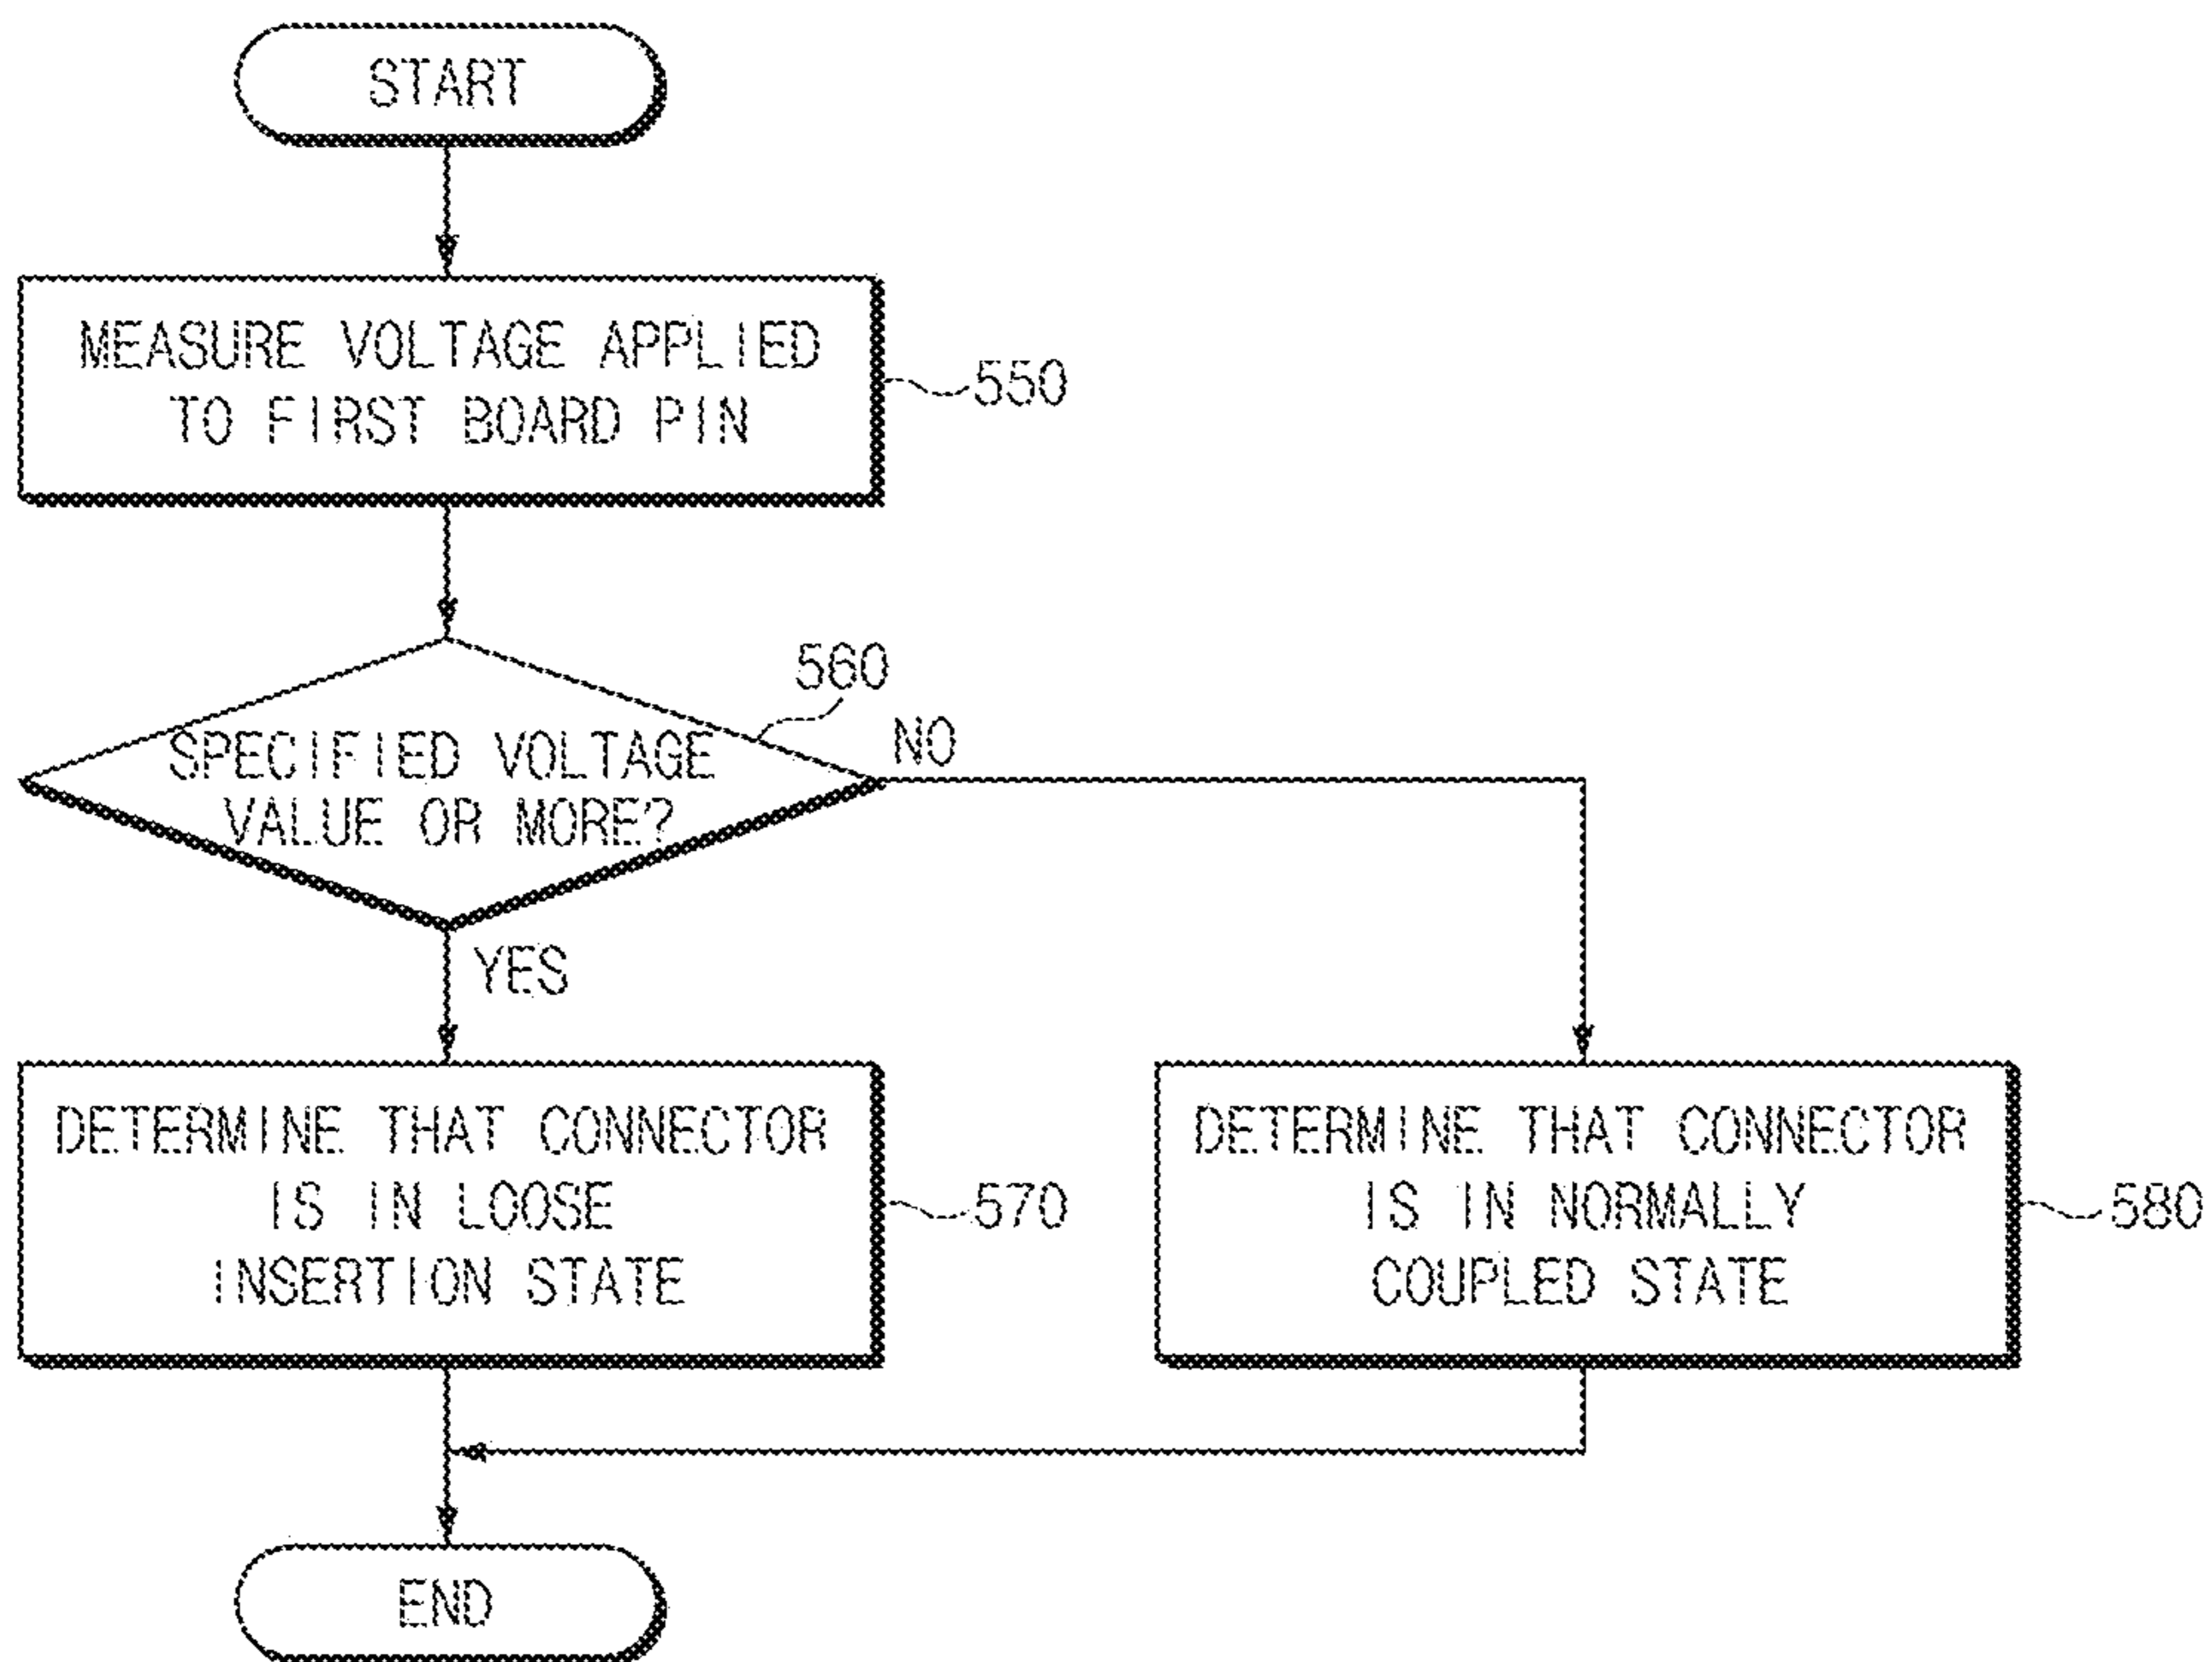 START
MEASURE VOLTAGE APPLIED
TO FIRST BOARD PIN
550
560
SPECIFIED VOLTAGE
VALUE OR MORE?
NO
YES
DETERMINE THAT CONNECTOR
IS IN LOOSE
INSERTION STATE
570
DETERMINE THAT CONNECTOR
IS IN NORMALLY
COUPLED STATE
580
END